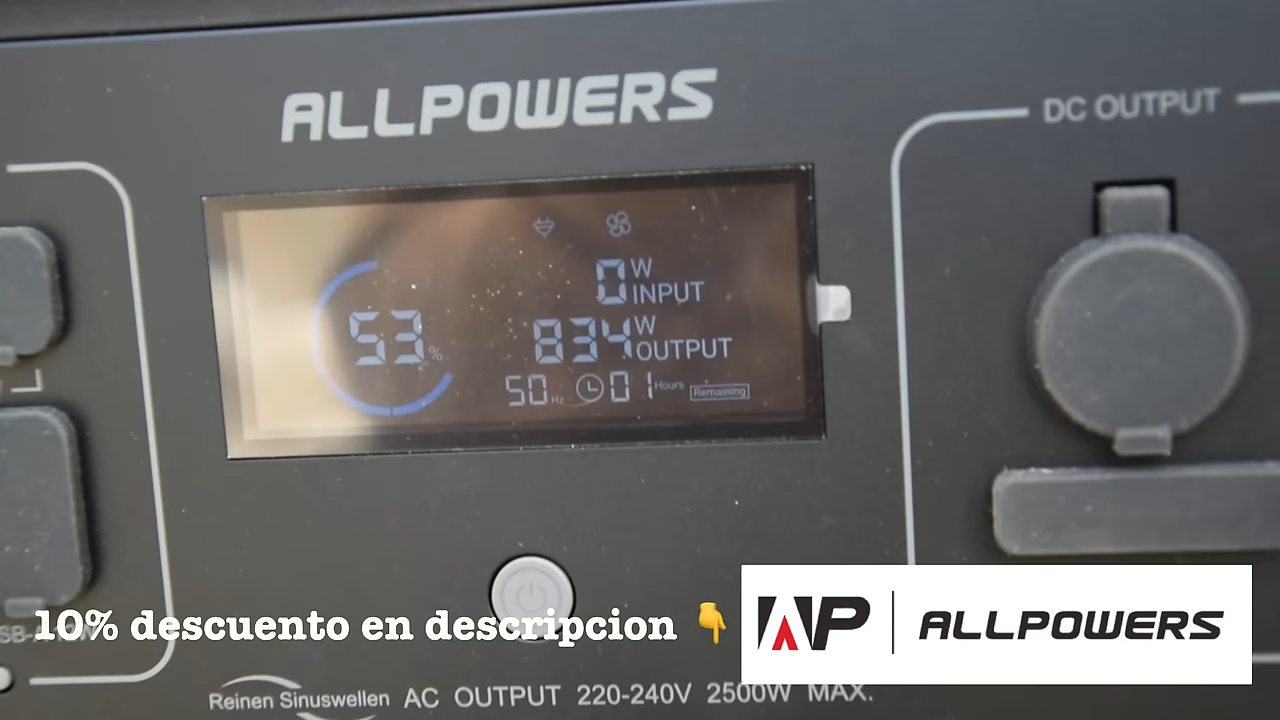 ALLPOWERS
DC OUTPUT
0 W
INPUT
53 %
834 W
OUTPUT
50 Hz 01 Hours Remaining
10% descuento en descripcion 👇
AP ALLPOWERS
Reinen Sinuswellen AC OUTPUT 220-240V 2500W MAX.